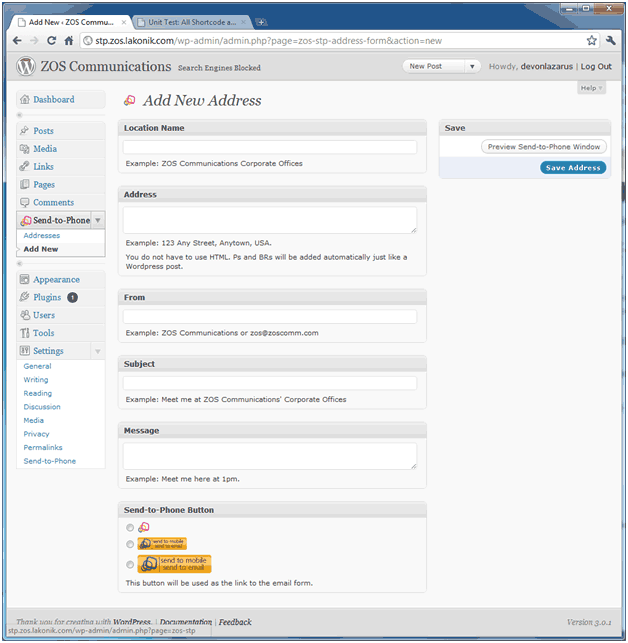 Add New ‹ ZOS Commun
Unit Test: All Shortcode a
stp.zos.lakonik.com/wp-admin/admin.php?page=zos-stp-address-form&action=new
ZOS Communications Search Engines Blocked New Post Howdy, devonlazarus | Log Out
Help
Dashboard
Posts
Media
Links
Pages
Comments
Send-to-Phone
Addresses
Add New
Appearance
Plugins 1
Users
Tools
Settings
General
Writing
Reading
Discussion
Media
Privacy
Permalinks
Send-to-Phone
Add New Address
Location Name
Example: ZOS Communications Corporate Offices
Address
Example: 123 Any Street, Anytown, USA.
You do not have to use HTML. Ps and BRs will be added automatically just like a
Wordpress post.
From
Example: ZOS Communications or zos@zoscomm.com
Subject
Example: Meet me at ZOS Communications' Corporate Offices
Message
Example: Meet me here at 1pm.
Send-to-Phone Button
send to mobile
send to email
send to mobile
send to email
This button will be used as the link to the email form.
Save
Preview Send-to-Phone Window
Save Address
Thank you for creating with WordPress. | Documentation | Feedback Version 3.0.1
stp.zos.lakonik.com/wp-admin/admin.php?page=zos-stp